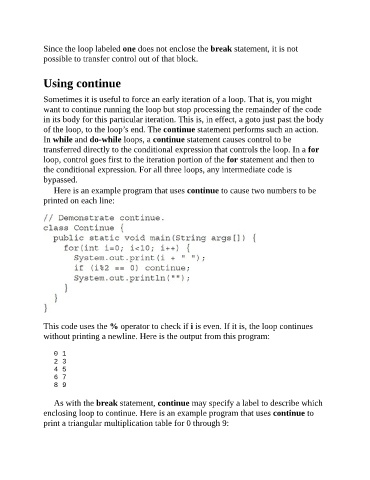 Since the loop labeled one does not enclose the break statement, it is not
possible to transfer control out of that block.
Using continue
Sometimes it is useful to force an early iteration of a loop. That is, you might
want to continue running the loop but stop processing the remainder of the code
in its body for this particular iteration. This is, in effect, a goto just past the body
of the loop, to the loop's end. The continue statement performs such an action.
In while and do-while loops, a continue statement causes control to be
transferred directly to the conditional expression that controls the loop. In a for
loop, control goes first to the iteration portion of the for statement and then to
the conditional expression. For all three loops, any intermediate code is
bypassed.
Here is an example program that uses continue to cause two numbers to be
printed on each line:
// Demonstrate continue.
class Continue {
public static void main(String args[]) {
for(int i=0; i<10; i++) {
System.out.print(i + " ");
if (i%2 == 0) continue;
System.out.println("");
}
}
}
This code uses the % operator to check if i is even. If it is, the loop continues
without printing a newline. Here is the output from this program:
0 1
2 3
4 5
6 7
8 9
As with the break statement, continue may specify a label to describe which
enclosing loop to continue. Here is an example program that uses continue to
print a triangular multiplication table for 0 through 9: